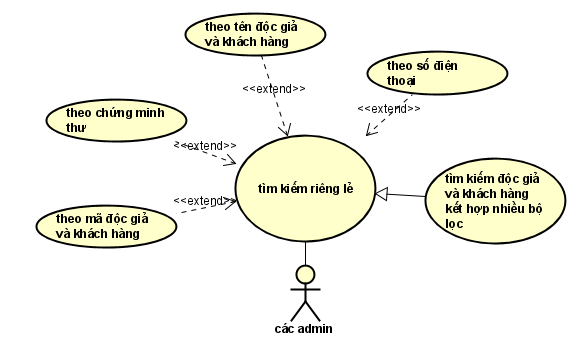 theo tên độc giả
và khách hàng
theo số điện
thoại
<<extend>>
<<extend>>
theo chứng minh
thư
<<extend>>
tìm kiếm riêng lẻ
tìm kiếm độc giả
và khách hàng
kết hợp nhiều bộ
lọc
<<extend>>
theo mã độc giả
và khách hàng
các admin